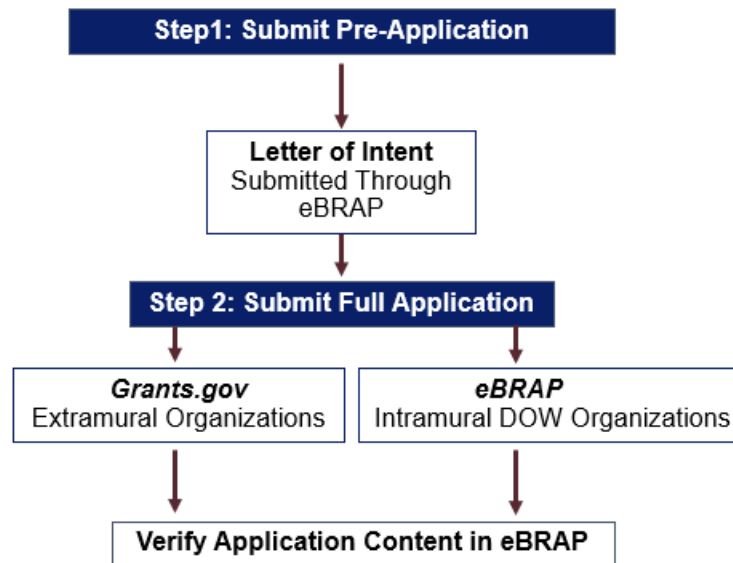 Step1: Submit Pre-Application
Letter of Intent
Submitted Through
eBRAP
Step 2: Submit Full Application
Grants.gov
Extramural Organizations
eBRAP
Intramural DOW Organizations
Verify Application Content in eBRAP